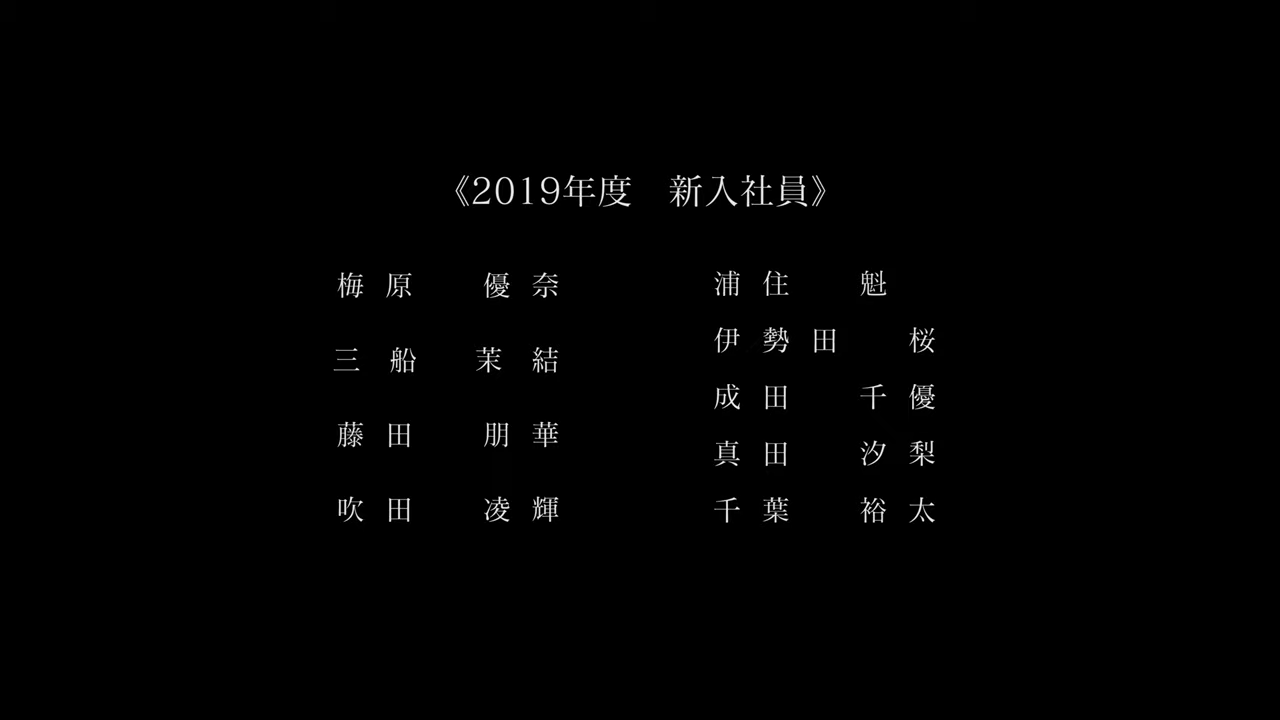 《2019年度　新入社員》
梅原　優奈
三船　茉結
藤田　朋華
吹田　凌輝
浦住　魁
伊勢田　桜
成田　千優
真田　汐梨
千葉　裕太